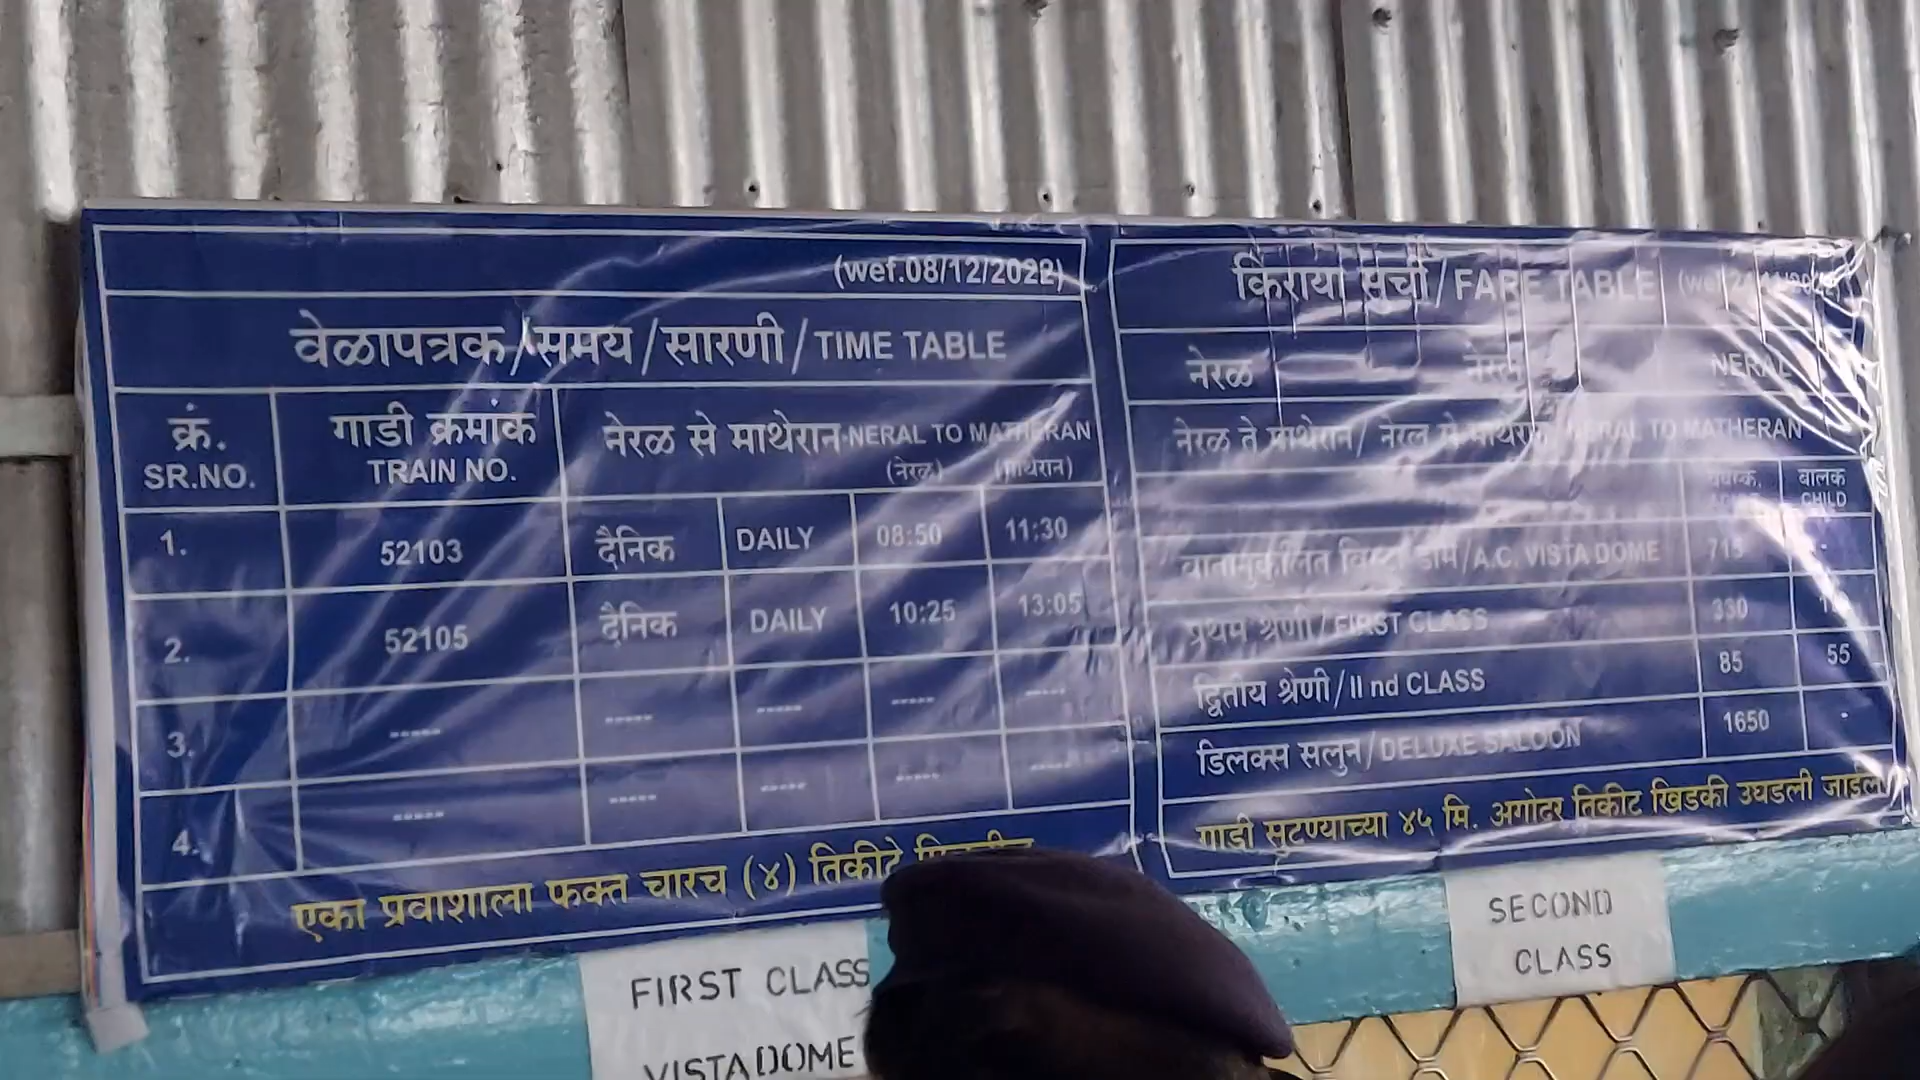 (wef.08/12/2022)
वेळापत्रक/समय/सारणी/TIME TABLE
क्रं. SR.NO.
गाडी क्रमांक TRAIN NO.
नेरळ से माथेरान-NERAL TO MATHERAN
(नेरळ) (माथेरान)
1. 52103 दैनिक DAILY 08:50 11:30
2. 52105 दैनिक DAILY 10:25 13:05
3. ----- ----- ----- ----- -----
4. ----- ----- ----- ----- -----
एका प्रवाशाला फक्त चारच (४) तिकीटे
किराया सुची/FARE TABLE
नेरळ नेरल NERAL
नेरळ ते माथेरान/ नेरल से माथेरान/ NERAL TO MATHERAN
बालक
CHILD
वातानुकुलित विस्टा डोम/A.C. VISTA DOME -
प्रथम श्रेणी/FIRST CLASS 330
द्वितीय श्रेणी/II nd CLASS 85 55
डिलक्स सलुन/DELUXE SALOON 1650 -
गाडी सुटण्याच्या ४५ मि. अगोदर तिकीट खिडकी उघडली जाईल
FIRST CLASS
VISTADOME
SECOND
CLASS